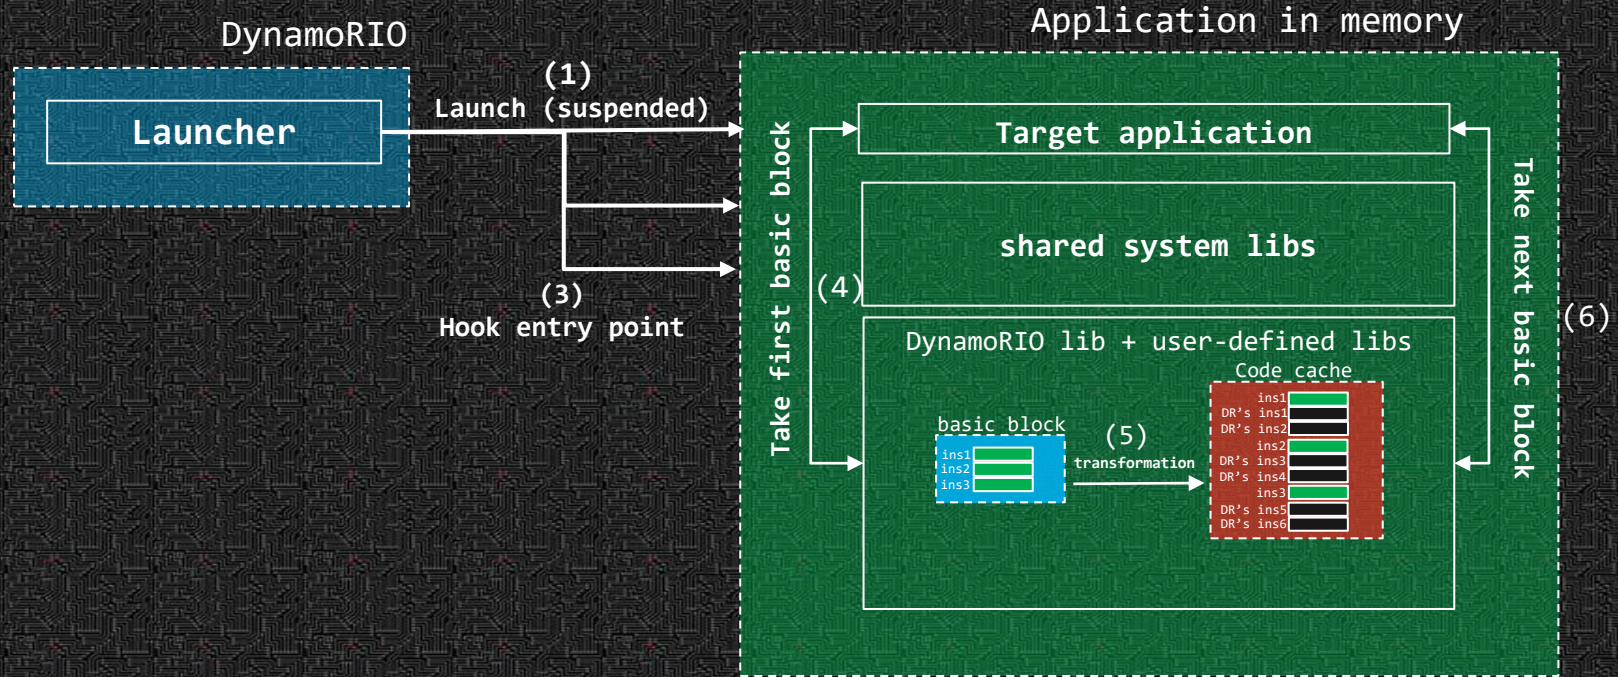 DynamoRIO
Application in memory
Launcher
(1)
Launch (suspended)
(3)
Hook entry point
Take first basic block
(4)
Target application
shared system libs
DynamoRIO lib + user-defined libs
basic block
ins1
ins2
ins3
(5)
transformation
Code cache
ins1
DR's ins1
DR's ins2
ins2
DR's ins3
DR's ins4
ins3
DR's ins5
DR's ins6
Take next basic block
(6)